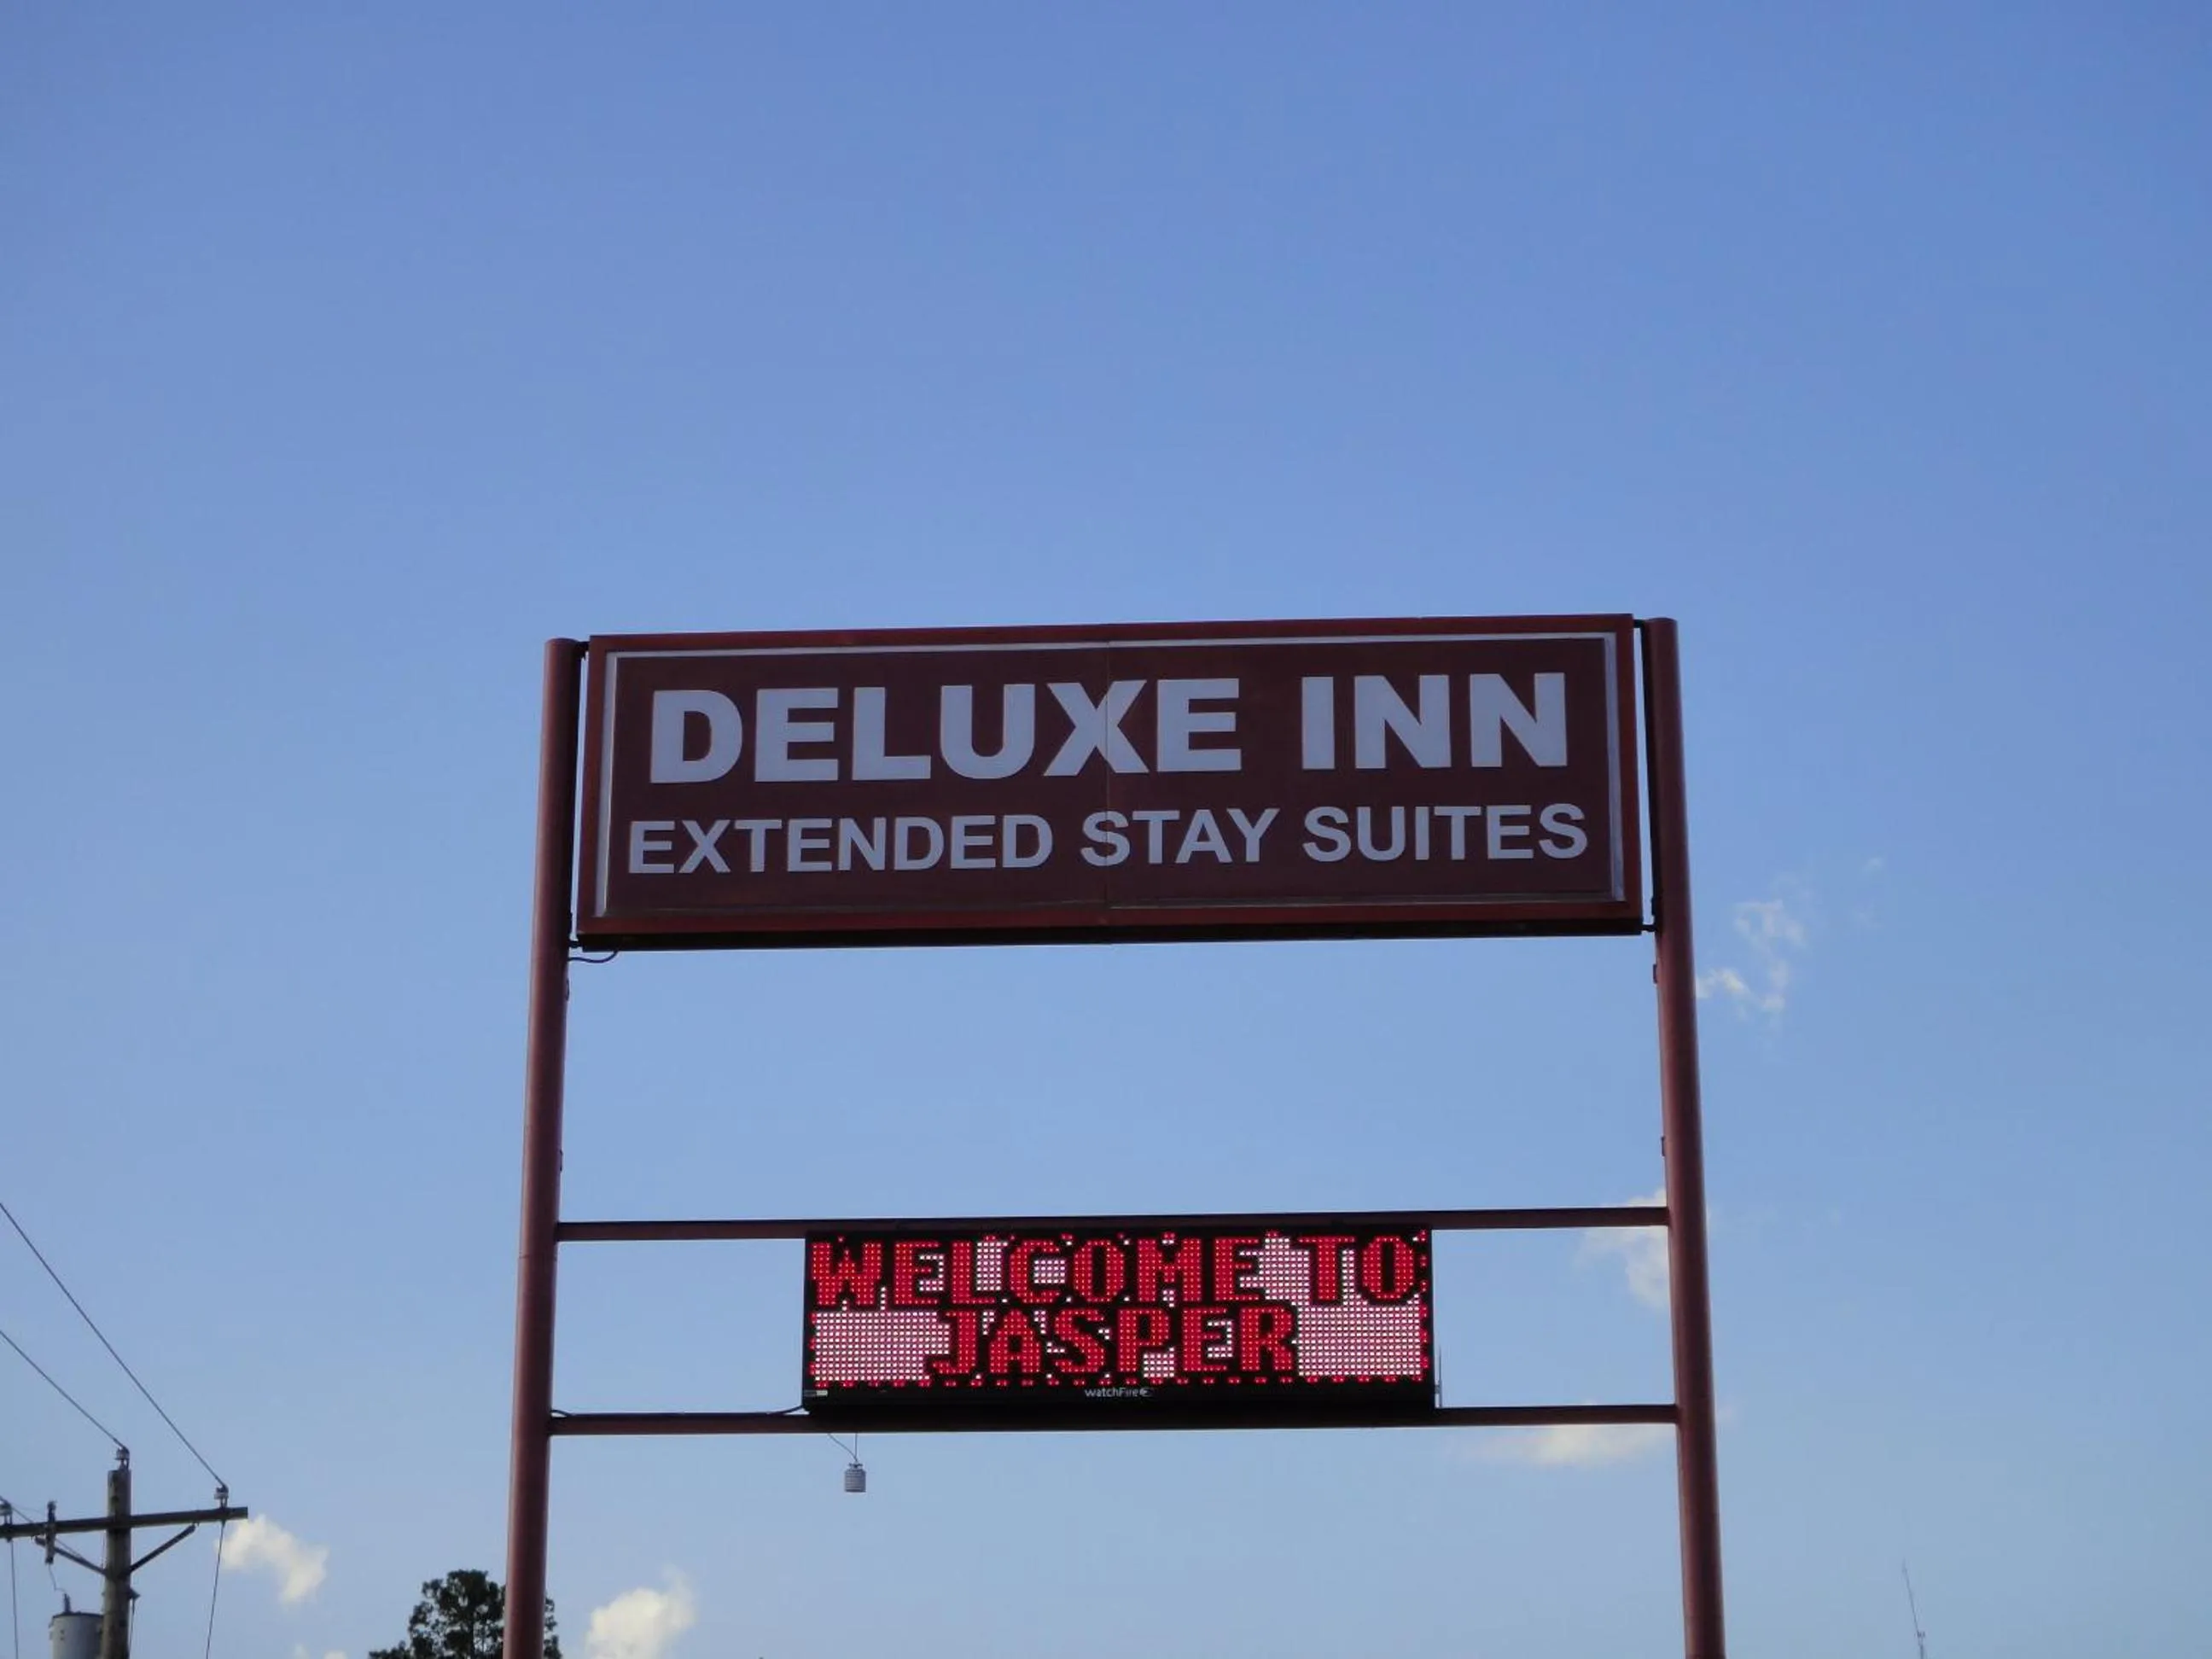 DELUXE INN
EXTENDED STAY SUITES
WELCOME TO
JASPER
watchFire